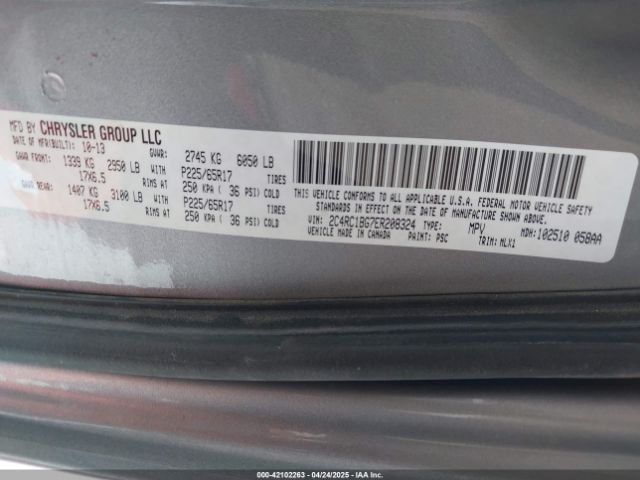 MFD BY CHRYSLER GROUP LLC
DATE OF MFR(BUILT): 10-13 GVWR: 2745 KG 6050 LB
GAWR FRONT: 1339 KG 2950 LB WITH P225/65R17 TIRES
17X6.5 RIMS AT 250 KPA ( 36 PSI) COLD
GAWR REAR: 1407 KG 3100 LB WITH P225/65R17 TIRES
17X6.5 RIMS AT 250 KPA ( 36 PSI) COLD
THIS VEHICLE CONFORMS TO ALL APPLICABLE U.S.A. FEDERAL MOTOR VEHICLE SAFETY
STANDARDS IN EFFECT ON THE DATE OF MANUFACTURE SHOWN ABOVE.
VIN: 2C4RC1BG7ER208324 TYPE: MPV MDH: 102510 05BAA
VEHICLE MADE IN CANADA PAINT: PSC TRIM: MLX1
000-42102263 - 04/24/2025 - IAAI.com